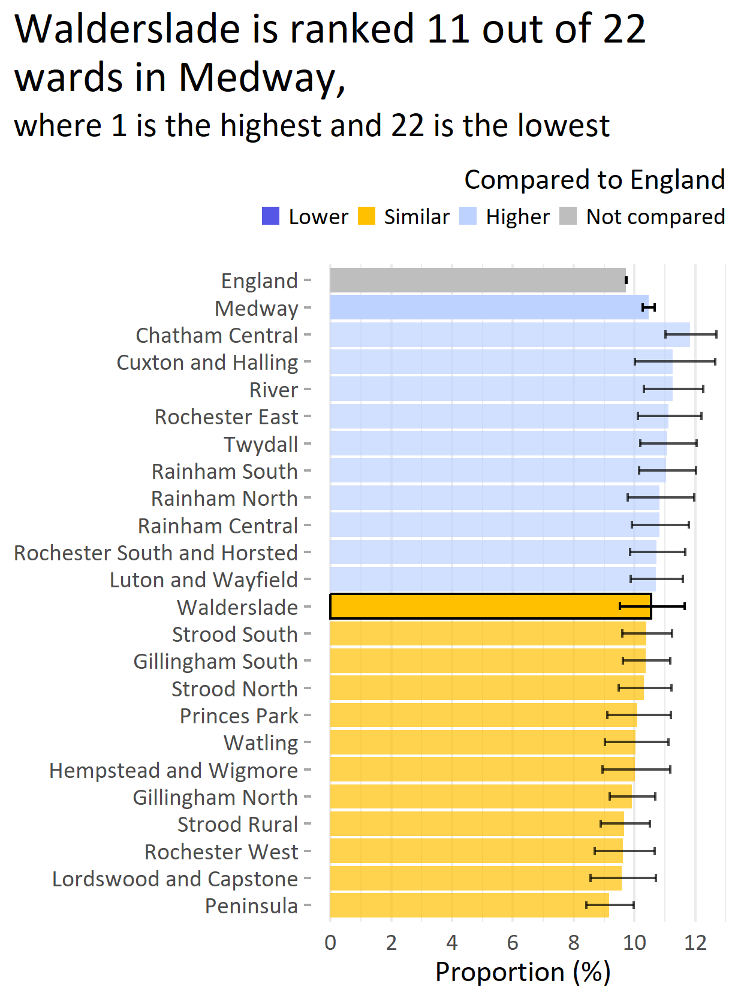 Walderslade is ranked 11 out of 22
wards in Medway,
where 1 is the highest and 22 is the lowest
Compared to England
Lower Similar Higher Not compared
England
Medway
Chatham Central
Cuxton and Halling
River
Rochester East
Twydall
Rainham South
Rainham North
Rainham Central
Rochester South and Horsted
Luton and Wayfield
Walderslade
Strood South
Gillingham South
Strood North
Princes Park
Watling
Hempstead and Wigmore
Gillingham North
Strood Rural
Rochester West
Lordswood and Capstone
Peninsula
0 2 4 6 8 10 12
Proportion (%)